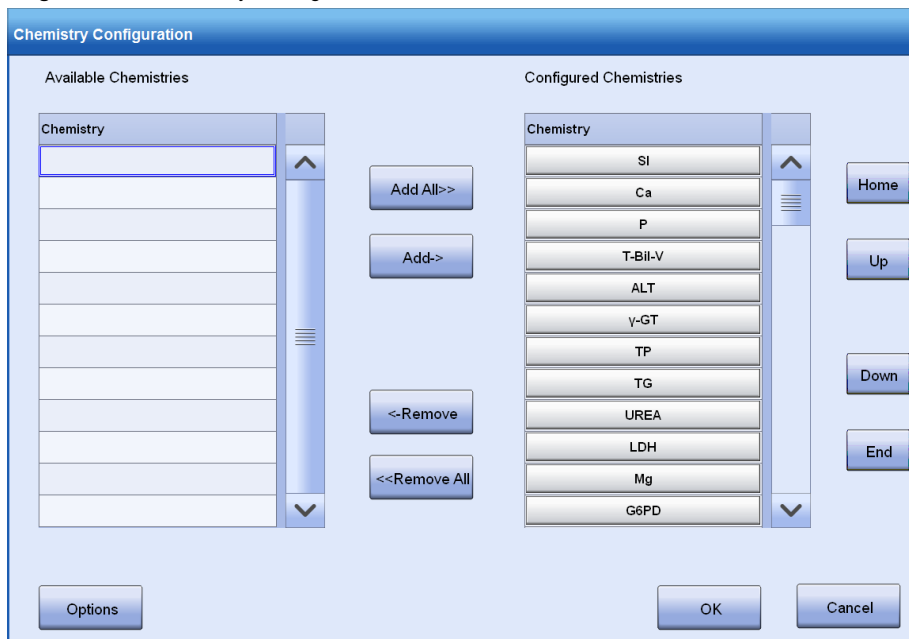 Chemistry Configuration
Available Chemistries
Configured Chemistries
Chemistry
Add All>>
Add->
<-Remove
<<Remove All
Chemistry
SI
Ca
P
T-Bil-V
ALT
γ-GT
TP
TG
UREA
LDH
Mg
G6PD
Home
Up
Down
End
Options
OK
Cancel